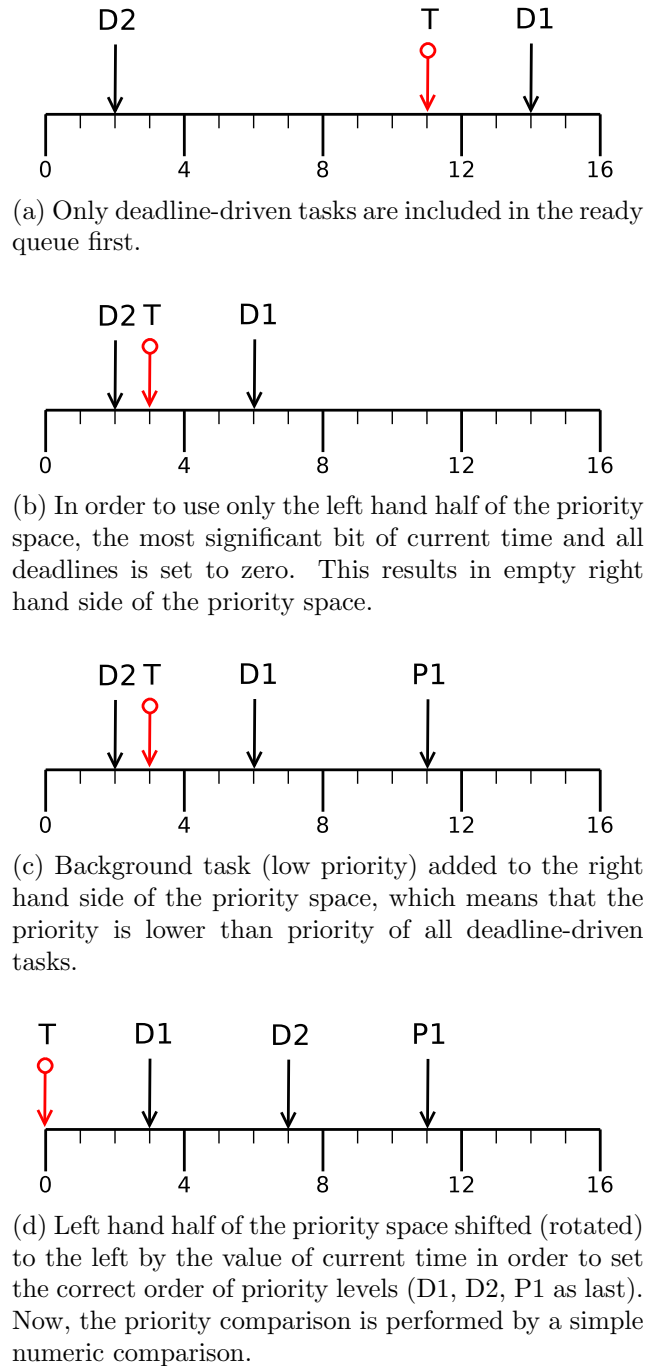 D2 T D1
0 4 8 12 16
(a) Only deadline-driven tasks are included in the ready
queue first.
D2 T D1
0 4 8 12 16
(b) In order to use only the left hand half of the priority
space, the most significant bit of current time and all
deadlines is set to zero. This results in empty right
hand side of the priority space.
D2 T D1 P1
0 4 8 12 16
(c) Background task (low priority) added to the right
hand side of the priority space, which means that the
priority is lower than priority of all deadline-driven
tasks.
T D1 D2 P1
0 4 8 12 16
(d) Left hand half of the priority space shifted (rotated)
to the left by the value of current time in order to set
the correct order of priority levels (D1, D2, P1 as last).
Now, the priority comparison is performed by a simple
numeric comparison.